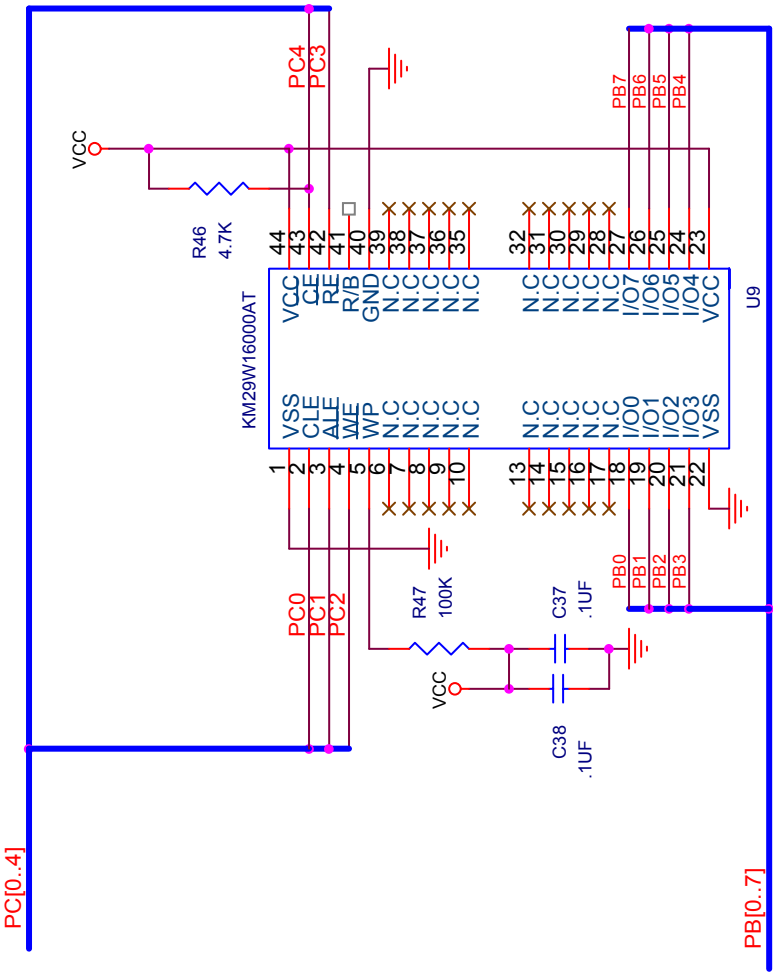 PC[0..4]
PB[0..7]
VCC
R46
4.7K
PC4
PC3
PB7
PB6
PB5
PB4
44
43
42
41
40
39
38
37
36
35
32
31
30
29
28
27
26
25
24
23
KM29W16000AT
U9
VCC
CE
RE
R/B
GND
N.C
N.C
N.C
N.C
N.C
N.C
N.C
N.C
N.C
N.C
I/O7
I/O6
I/O5
I/O4
VCC
VSS
CLE
ALE
WE
WP
N.C
N.C
N.C
N.C
N.C
N.C
N.C
N.C
N.C
N.C
I/O0
I/O1
I/O2
I/O3
VSS
1
2
3
4
5
6
7
8
9
10
13
14
15
16
17
18
19
20
21
22
PC0
PC1
PC2
PB0
PB1
PB2
PB3
R47
100K
VCC
C37
.1UF
C38
.1UF